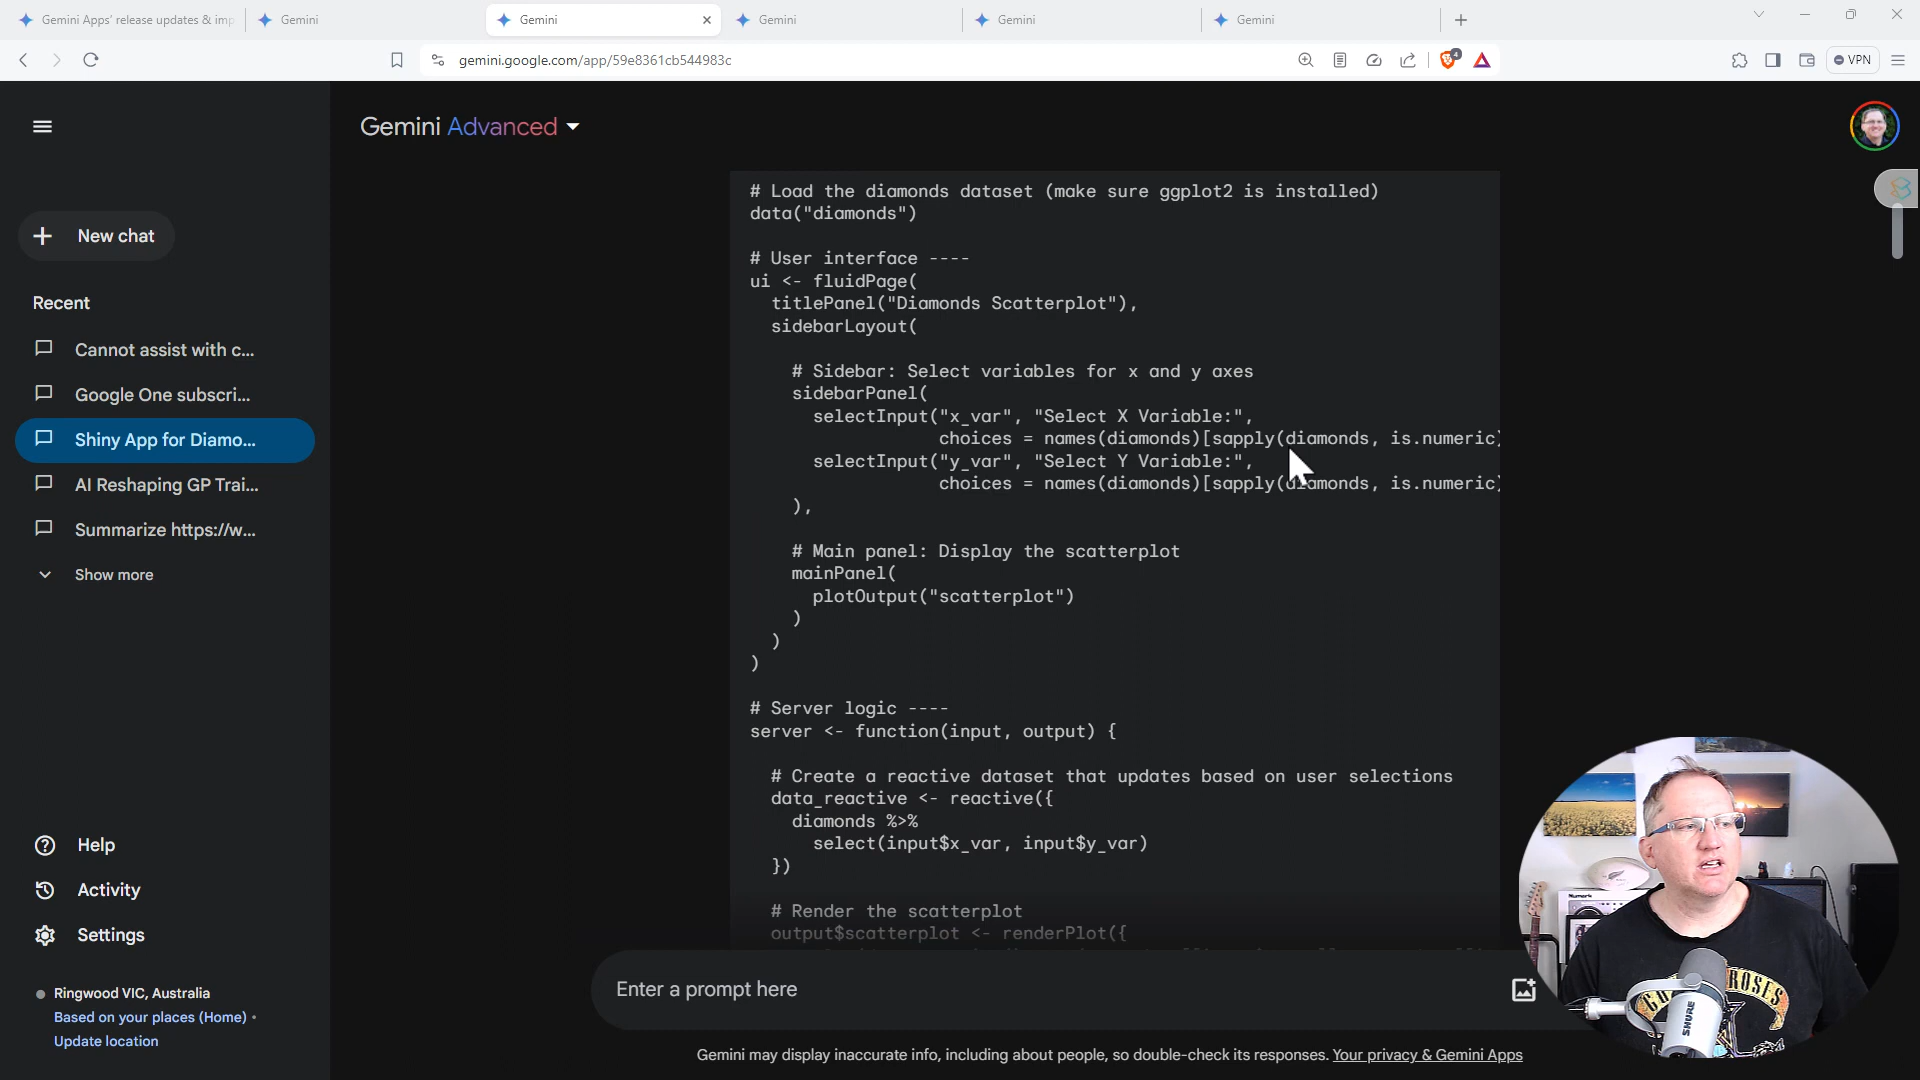 Gemini Apps' release updates & imp
Gemini
Gemini
Gemini
Gemini
Gemini
gemini.google.com/app/59e8361cb544983c
4
VPN
Gemini Advanced
New chat
Recent
Cannot assist with c...
Google One subscri...
Shiny App for Diamo...
AI Reshaping GP Trai...
Summarize https://w...
Show more
Help
Activity
Settings
Ringwood VIC, Australia
Based on your places (Home) •
Update location
# Load the diamonds dataset (make sure ggplot2 is installed)
data("diamonds")
# User interface ----
ui <- fluidPage(
titlePanel("Diamonds Scatterplot"),
sidebarLayout(
# Sidebar: Select variables for x and y axes
sidebarPanel(
selectInput("x_var", "Select X Variable:",
choices = names(diamonds)[sapply(diamonds, is.numeric)
selectInput("y_var", "Select Y Variable:",
choices = names(diamonds)[sapply(diamonds, is.numeric)
),
# Main panel: Display the scatterplot
mainPanel(
plotOutput("scatterplot")
)
)
)
# Server logic ----
server <- function(input, output) {
# Create a reactive dataset that updates based on user selections
data_reactive <- reactive({
diamonds %>%
select(input$x_var, input$y_var)
})
# Render the scatterplot
output$scatterplot <- renderPlot({
Enter a prompt here
Gemini may display inaccurate info, including about people, so double-check its responses. Your privacy & Gemini Apps
Numark
ROSES
SHURE